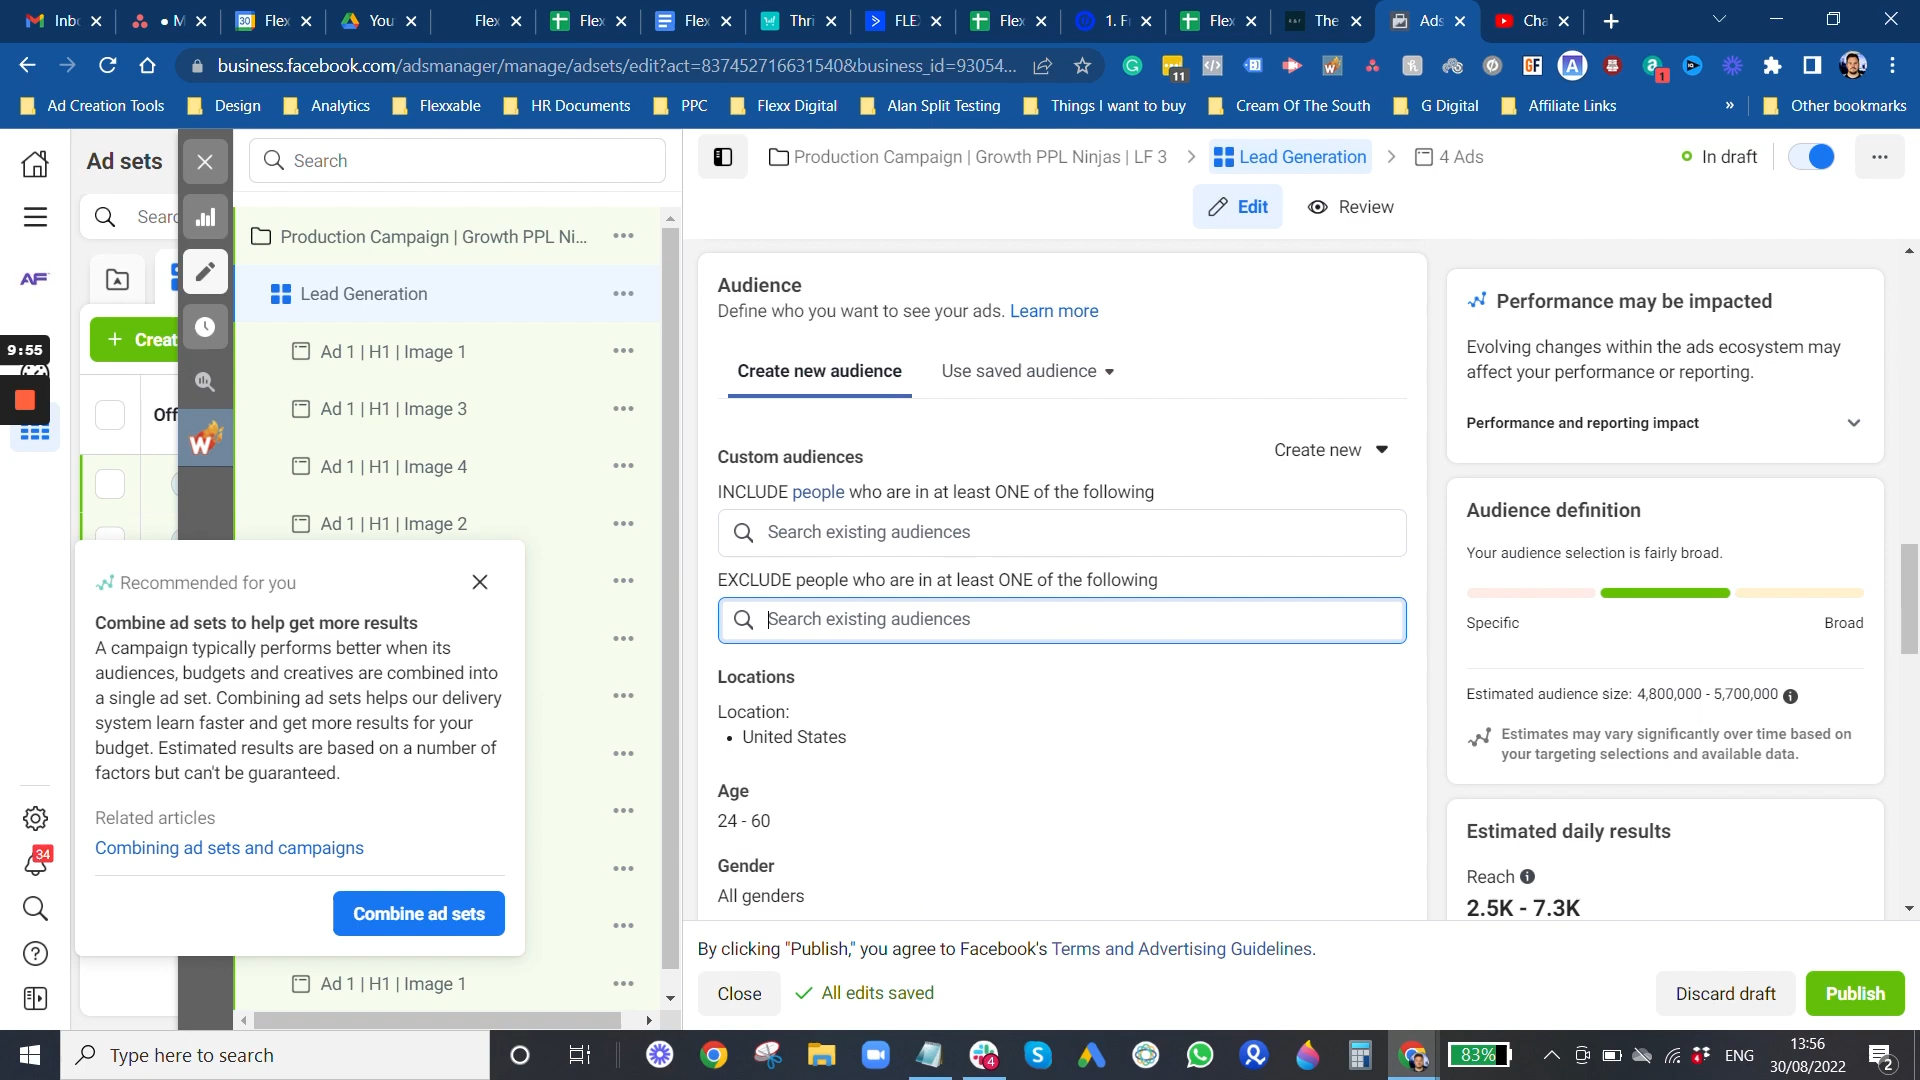 Inb
M
Flex
You
Flex
Flex
Flex
Thri
FLE
Flex
1. F
Flex
The
Ads
Cha
business.facebook.com/adsmanager/manage/adsets/edit?act=837452716631540&business_id=93054...
11
GF
A
1
Ad Creation Tools
Design
Analytics
Flexxable
HR Documents
PPC
Flexx Digital
Alan Split Testing
Things I want to buy
Cream Of The South
G Digital
Affiliate Links
»
Other bookmarks
Ad sets
Search
Production Campaign | Growth PPL Ninjas | LF 3
Lead Generation
4 Ads
In draft
Edit
Review
Searc
AF
Creat
9:55
Off
Production Campaign | Growth PPL Ni...
Lead Generation
Ad 1 | H1 | Image 1
Ad 1 | H1 | Image 3
Ad 1 | H1 | Image 4
Ad 1 | H1 | Image 2
Ad 1 | H1 | Image 1
Recommended for you
Combine ad sets to help get more results
A campaign typically performs better when its
audiences, budgets and creatives are combined into
a single ad set. Combining ad sets helps our delivery
system learn faster and get more results for your
budget. Estimated results are based on a number of
factors but can't be guaranteed.
Related articles
Combining ad sets and campaigns
Combine ad sets
34
Audience
Define who you want to see your ads. Learn more
Create new audience
Use saved audience
Custom audiences
Create new
INCLUDE people who are in at least ONE of the following
Search existing audiences
EXCLUDE people who are in at least ONE of the following
Search existing audiences
Locations
Location:
• United States
Age
24 - 60
Gender
All genders
Performance may be impacted
Evolving changes within the ads ecosystem may
affect your performance or reporting.
Performance and reporting impact
Audience definition
Your audience selection is fairly broad.
Specific
Broad
Estimated audience size: 4,800,000 - 5,700,000
Estimates may vary significantly over time based on
your targeting selections and available data.
Estimated daily results
Reach
2.5K - 7.3K
By clicking "Publish," you agree to Facebook's Terms and Advertising Guidelines.
Close
All edits saved
Discard draft
Publish
Type here to search
4
83%
ENG
13:56
30/08/2022
2